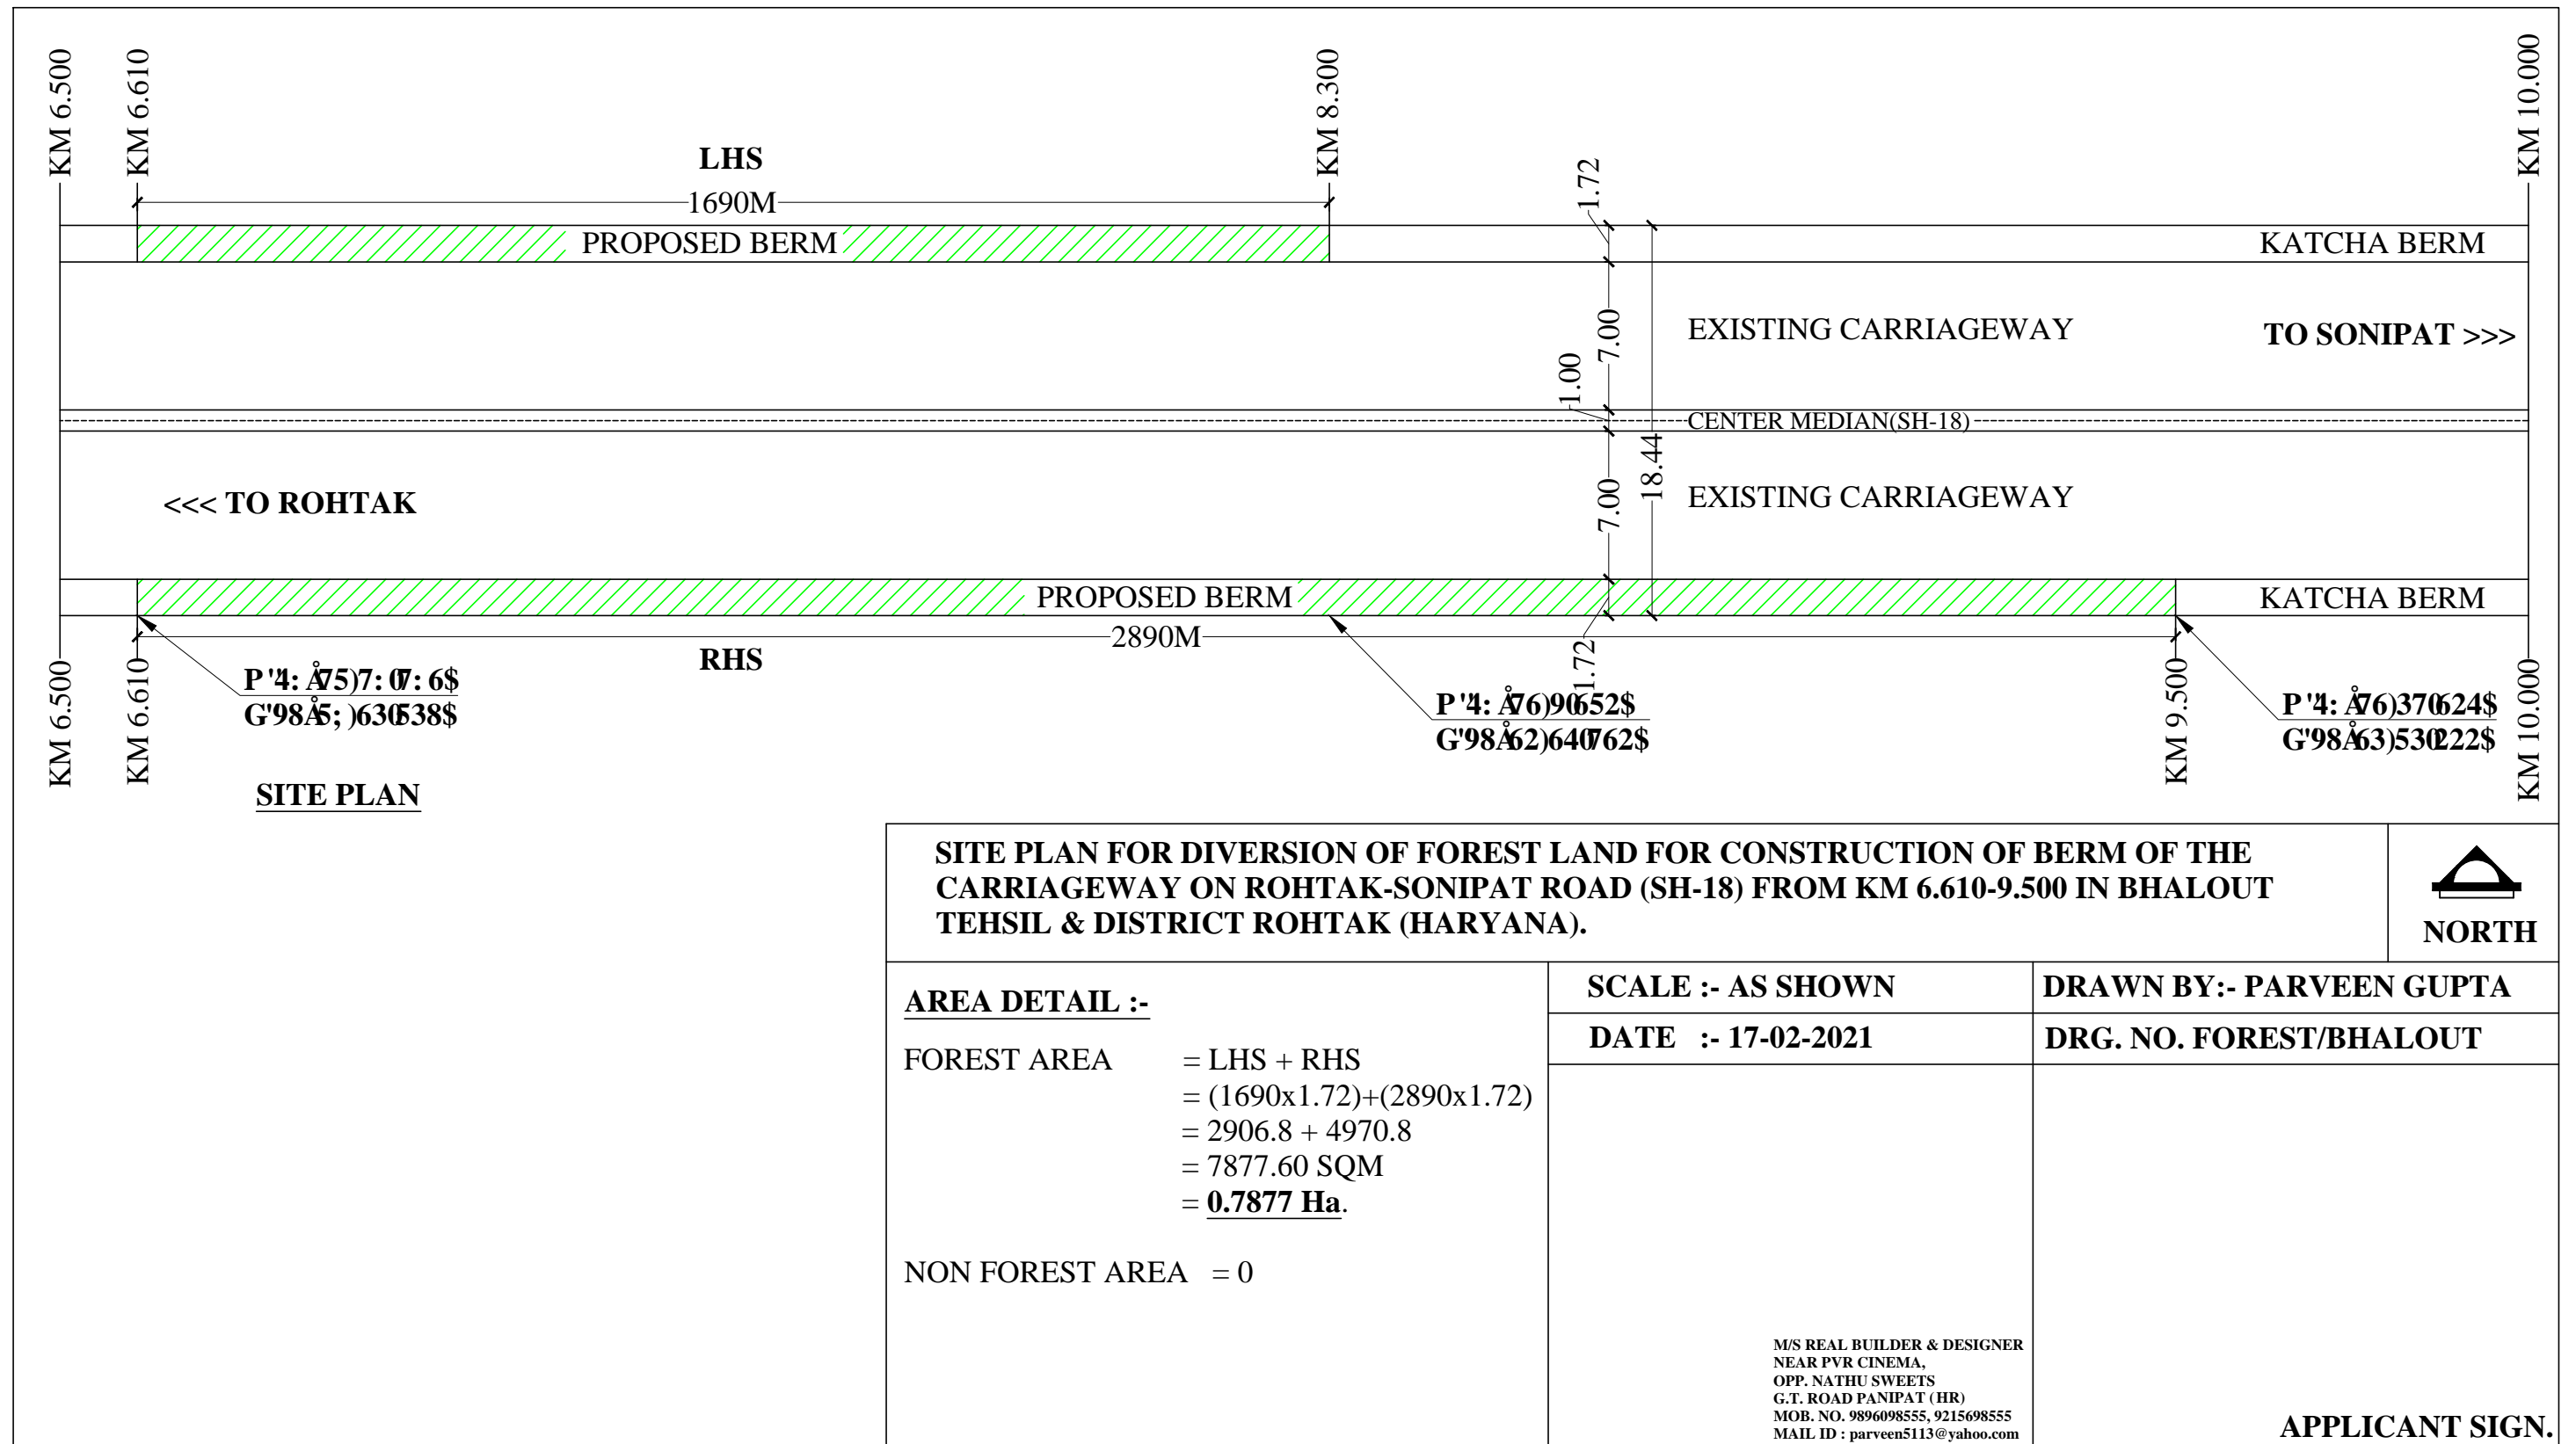 KM 6.500
KM 6.610
KM 8.300
KM 10.000
LHS
1690M
1.72
PROPOSED BERM
KATCHA BERM
7.00
EXISTING CARRIAGEWAY
TO SONIPAT >>>
1.00
CENTER MEDIAN(SH-18)
18.44
<<< TO ROHTAK
7.00
EXISTING CARRIAGEWAY
PROPOSED BERM
KATCHA BERM
2890M
RHS
1.72
KM 6.500
KM 6.610
KM 9.500
KM 10.000
SITE PLAN
SITE PLAN FOR DIVERSION OF FOREST LAND FOR CONSTRUCTION OF BERM OF THE
CARRIAGEWAY ON ROHTAK-SONIPAT ROAD (SH-18) FROM KM 6.610-9.500 IN BHALOUT
TEHSIL & DISTRICT ROHTAK (HARYANA).
NORTH
AREA DETAIL :-
FOREST AREA = LHS + RHS
= (1690x1.72)+(2890x1.72)
= 2906.8 + 4970.8
= 7877.60 SQM
= 0.7877 Ha.
NON FOREST AREA = 0
SCALE :- AS SHOWN
DRAWN BY:- PARVEEN GUPTA
DATE :- 17-02-2021
DRG. NO. FOREST/BHALOUT
M/S REAL BUILDER & DESIGNER
NEAR PVR CINEMA,
OPP. NATHU SWEETS
G.T. ROAD PANIPAT (HR)
MOB. NO. 9896098555, 9215698555
MAIL ID : parveen5113@yahoo.com
APPLICANT SIGN.